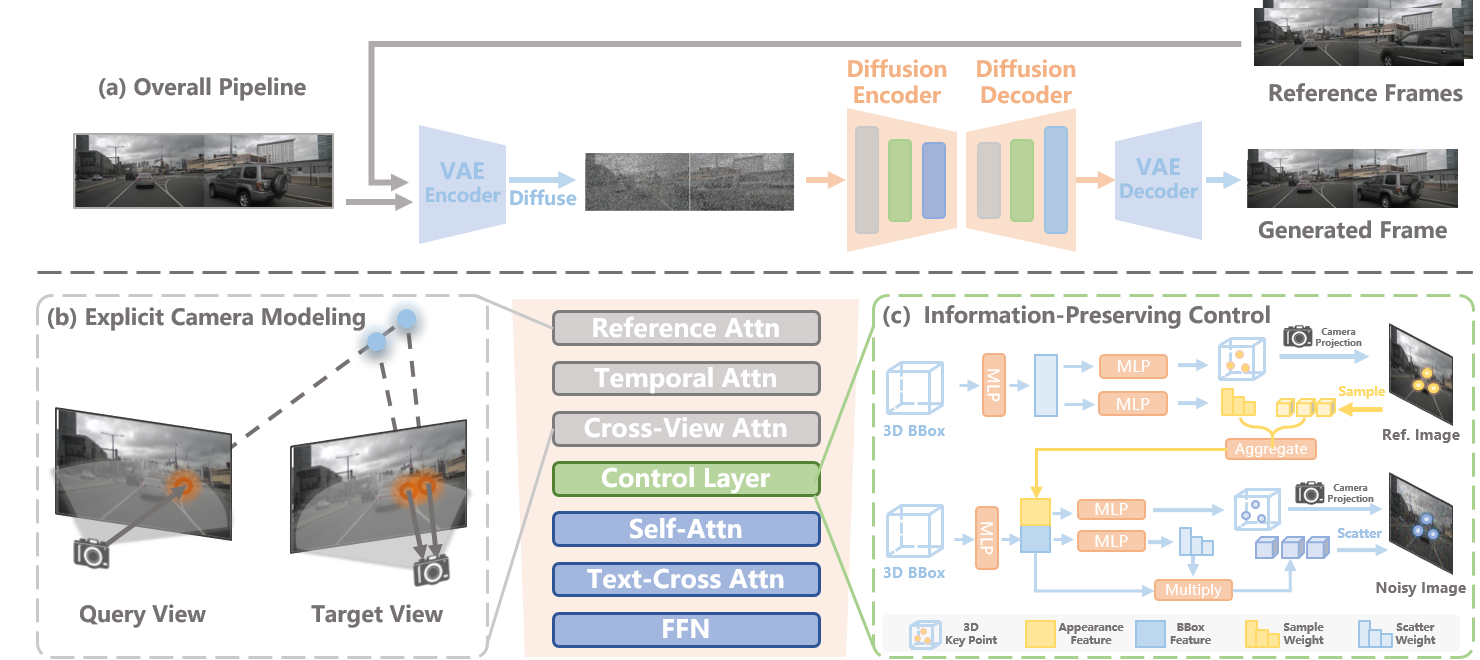 (a) Overall Pipeline
VAE
Encoder
Diffuse
Diffusion
Encoder
Diffusion
Decoder
VAE
Decoder
Reference Frames
Generated Frame
(b) Explicit Camera Modeling
Query View
Target View
Reference Attn
Temporal Attn
Cross-View Attn
Control Layer
Self-Attn
Text-Cross Attn
FFN
(c) Information-Preserving Control
3D BBox
MLP
MLP
MLP
Camera
Projection
Sample
Ref. Image
Aggregate
3D BBox
MLP
MLP
MLP
Multiply
Camera
Projection
Scatter
Noisy Image
3D
Key Point
Appearance
Feature
BBox
Feature
Sample
Weight
Scatter
Weight